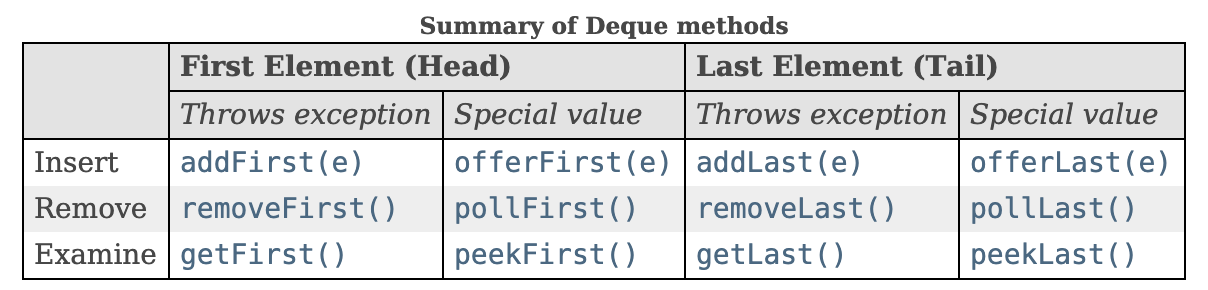 Summary of Deque methods
First Element (Head) Last Element (Tail)
Throws exception Special value Throws exception Special value
Insert addFirst(e) offerFirst(e) addLast(e) offerLast(e)
Remove removeFirst() pollFirst() removeLast() pollLast()
Examine getFirst() peekFirst() getLast() peekLast()